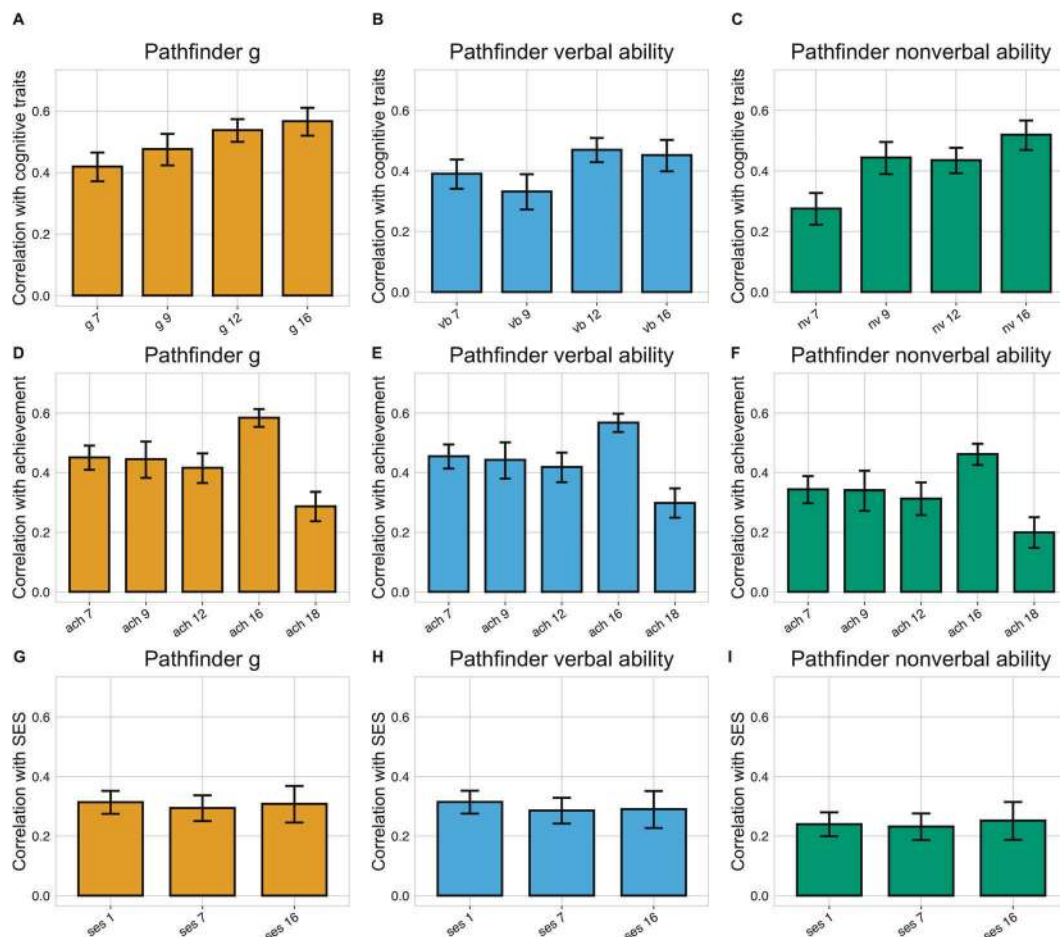 A
Pathfinder g
Correlation with cognitive traits
0.6
0.4
0.2
0.0
g 7
g 9
g 12
g 16
B
Pathfinder verbal ability
Correlation with cognitive traits
0.6
0.4
0.2
0.0
vb 7
vb 9
vb 12
vb 16
C
Pathfinder nonverbal ability
Correlation with cognitive traits
0.6
0.4
0.2
0.0
nv 7
nv 9
nv 12
nv 16
D
Pathfinder g
Correlation with achievement
0.6
0.4
0.2
0.0
ach 7
ach 9
ach 12
ach 16
ach 18
E
Pathfinder verbal ability
Correlation with achievement
0.6
0.4
0.2
0.0
ach 7
ach 9
ach 12
ach 16
ach 18
F
Pathfinder nonverbal ability
Correlation with achievement
0.6
0.4
0.2
0.0
ach 7
ach 9
ach 12
ach 16
ach 18
G
Pathfinder g
Correlation with SES
0.6
0.4
0.2
0.0
ses 1
ses 7
ses 16
H
Pathfinder verbal ability
Correlation with SES
0.6
0.4
0.2
0.0
ses 1
ses 7
ses 16
I
Pathfinder nonverbal ability
Correlation with SES
0.6
0.4
0.2
0.0
ses 1
ses 7
ses 16